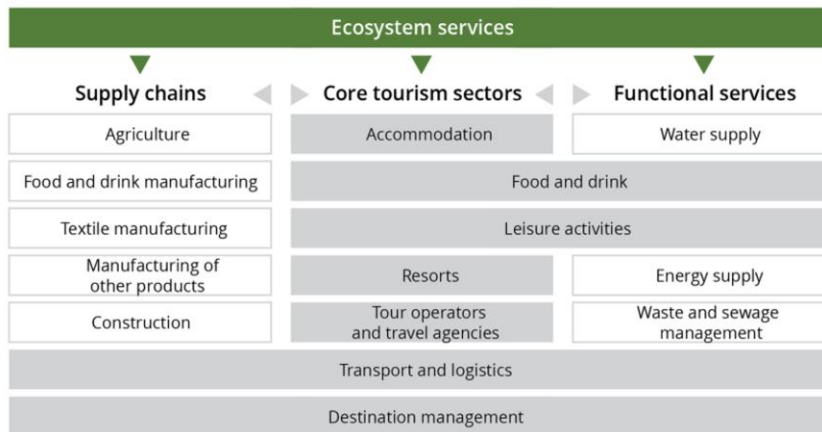 Ecosystem services
Supply chains
Core tourism sectors
Functional services
Agriculture
Accommodation
Water supply
Food and drink manufacturing
Food and drink
Textile manufacturing
Leisure activities
Manufacturing of
other products
Resorts
Energy supply
Construction
Tour operators
and travel agencies
Waste and sewage
management
Transport and logistics
Destination management